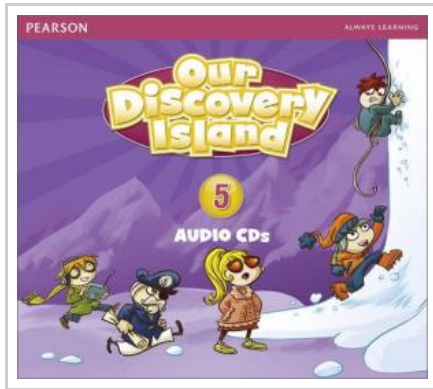 PEARSON
ALWAYS LEARNING
Our
Discovery
Island
5
AUDIO CDs